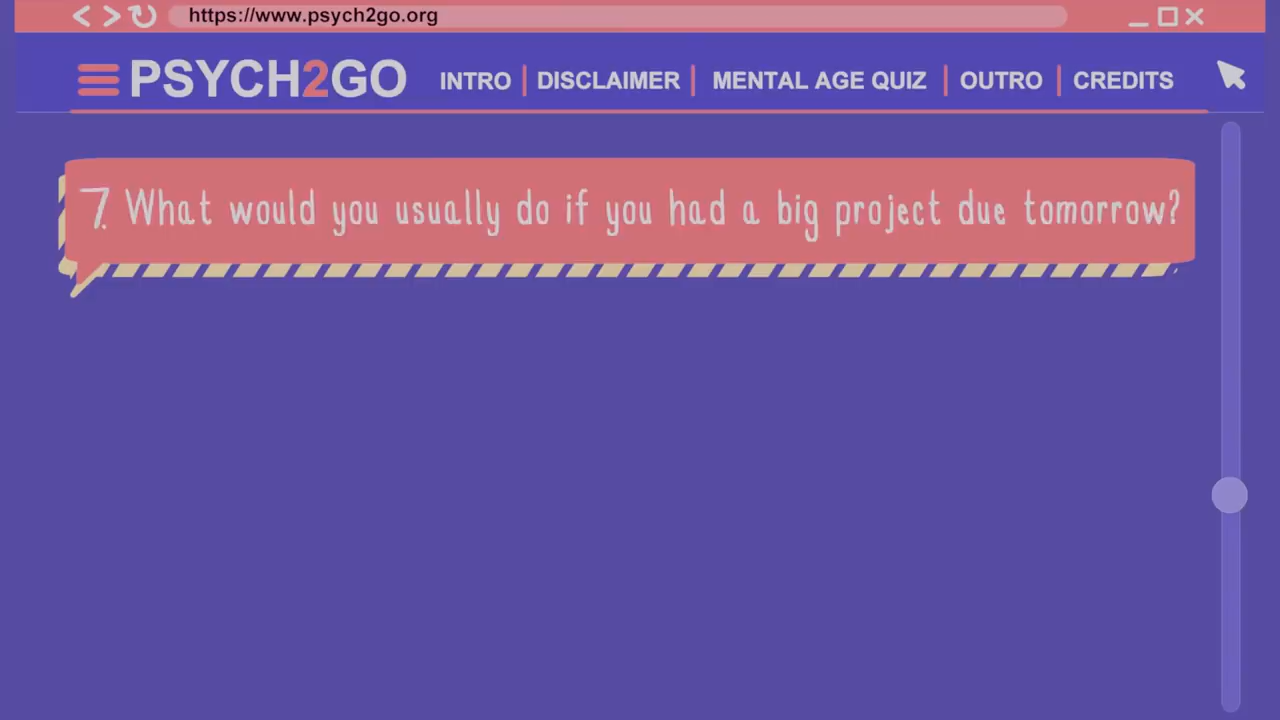 https://www.psych2go.org
PSYCH2GO INTRO DISCLAIMER MENTAL AGE QUIZ OUTRO CREDITS
7. What would you usually do if you had a big project due tomorrow?